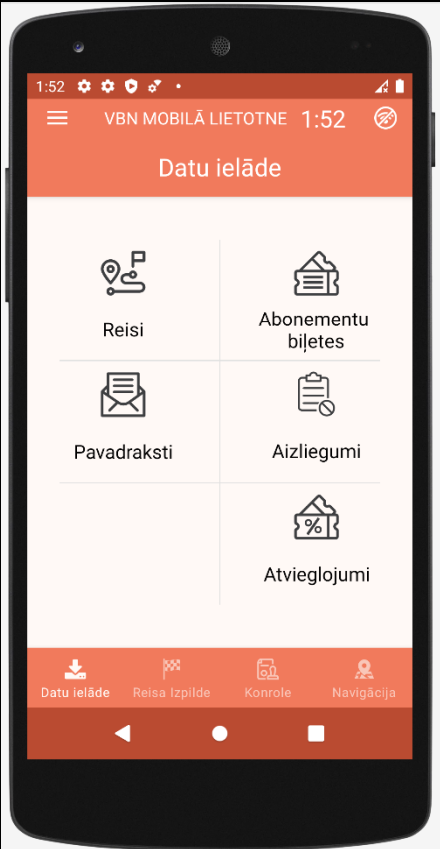 1:52
VBN MOBILĀ LIETOTNE 1:52
Datu ielāde
Reisi
Abonementu
biļetes
Pavadraksti
Aizliegumi
%
Atvieglojumi
Datu ielāde Reisa Izpilde Konrole Navigācija